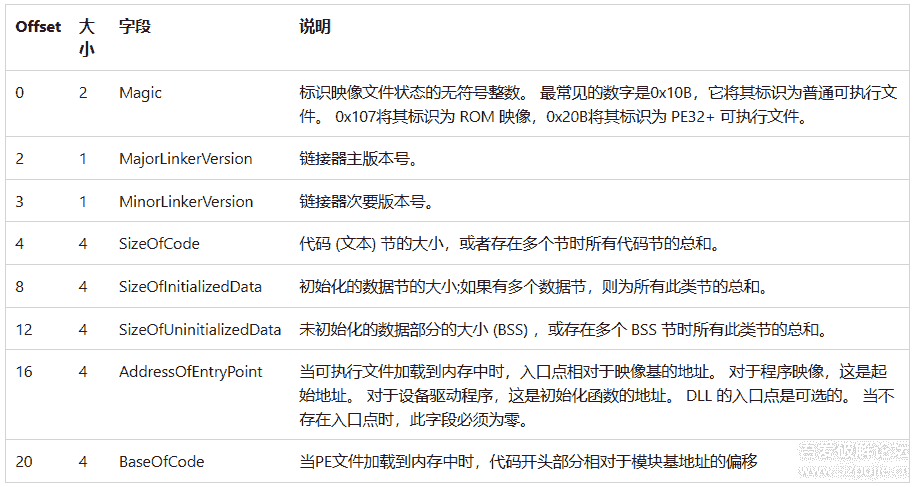 Offset 大小 字段 说明
0 2 Magic 标识映像文件状态的无符号整数。 最常见的数字是0x10B，它将其标识为普通可执行文
件。 0x107将其标识为 ROM 映像，0x20B将其标识为 PE32+ 可执行文件。
2 1 MajorLinkerVersion 链接器主版本号。
3 1 MinorLinkerVersion 链接器次要版本号。
4 4 SizeOfCode 代码 (文本) 节的大小，或者存在多个节时所有代码节的总和。
8 4 SizeOfInitializedData 初始化的数据节的大小;如果有多个数据节，则为所有此类节的总和。
12 4 SizeOfUninitializedData 未初始化的数据部分的大小 (BSS) ，或存在多个 BSS 节时所有此类节的总和。
16 4 AddressOfEntryPoint 当可执行文件加载到内存中时，入口点相对于映像基的地址。 对于程序映像，这是起
始地址。 对于设备驱动程序，这是初始化函数的地址。 DLL 的入口点是可选的。 当不
存在入口点时，此字段必须为零。
20 4 BaseOfCode 当PE文件加载到内存中时，代码开头部分相对于模块基地址的偏移
吾爱破解论坛
www.52pojie.cn